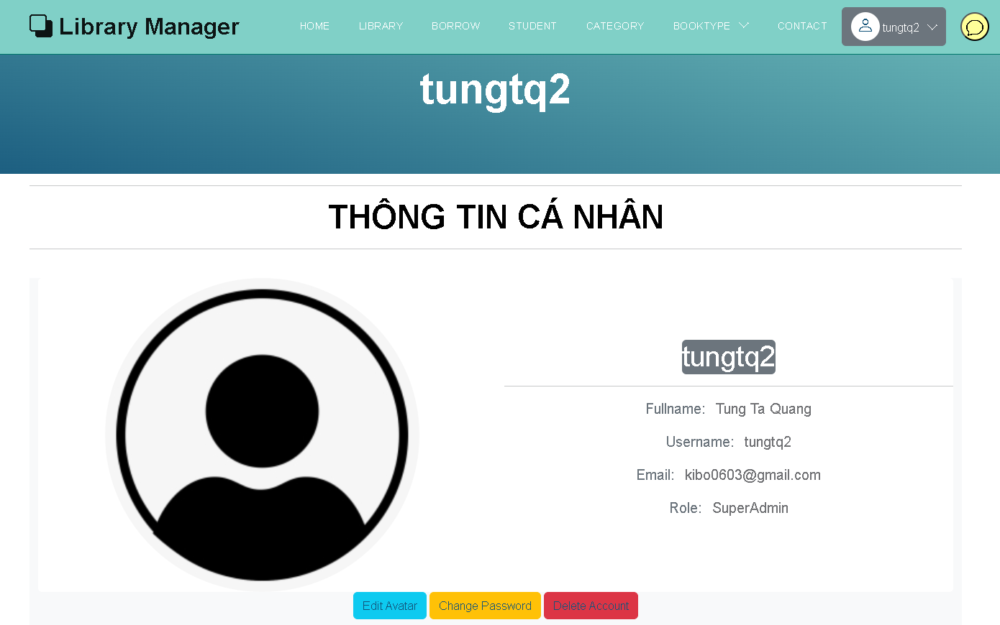 Library Manager
HOME LIBRARY BORROW STUDENT CATEGORY BOOKTYPE CONTACT tungtq2
tungtq2
THÔNG TIN CÁ NHÂN
tungtq2
Fullname: Tung Ta Quang
Username: tungtq2
Email: kibo0603@gmail.com
Role: SuperAdmin
Edit Avatar Change Password Delete Account